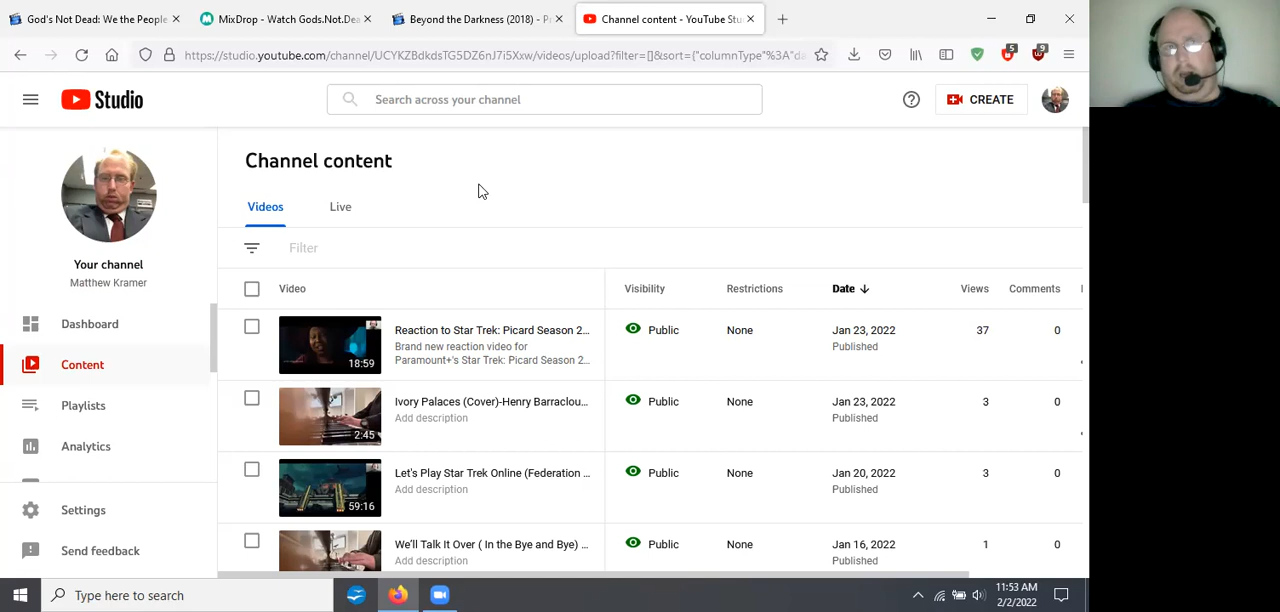 God's Not Dead: We the People
MixDrop - Watch Gods.Not.Dea
Beyond the Darkness (2018) - Pr
Channel content - YouTube Stu
https://studio.youtube.com/channel/UCYKZBdkdsTG5DZ6nJ7i5Xxw/videos/upload?filter=[]&sort={"columnType"%3A"da
5
9
Studio
Search across your channel
CREATE
Your channel
Matthew Kramer
Dashboard
Content
Playlists
Analytics
Settings
Send feedback
Channel content
Videos Live
Filter
Video Visibility Restrictions Date Views Comments
Reaction to Star Trek: Picard Season 2... Public None Jan 23, 2022 37 0
Brand new reaction video for Published
Paramount+'s Star Trek: Picard Season 2...
18:59
Ivory Palaces (Cover)-Henry Barraclou... Public None Jan 23, 2022 3 0
Add description Published
2:45
Let's Play Star Trek Online (Federation ... Public None Jan 20, 2022 3 0
Add description Published
59:16
We'll Talk It Over ( In the Bye and Bye) ... Public None Jan 16, 2022 1 0
Add description Published
Type here to search
11:53 AM
2/2/2022